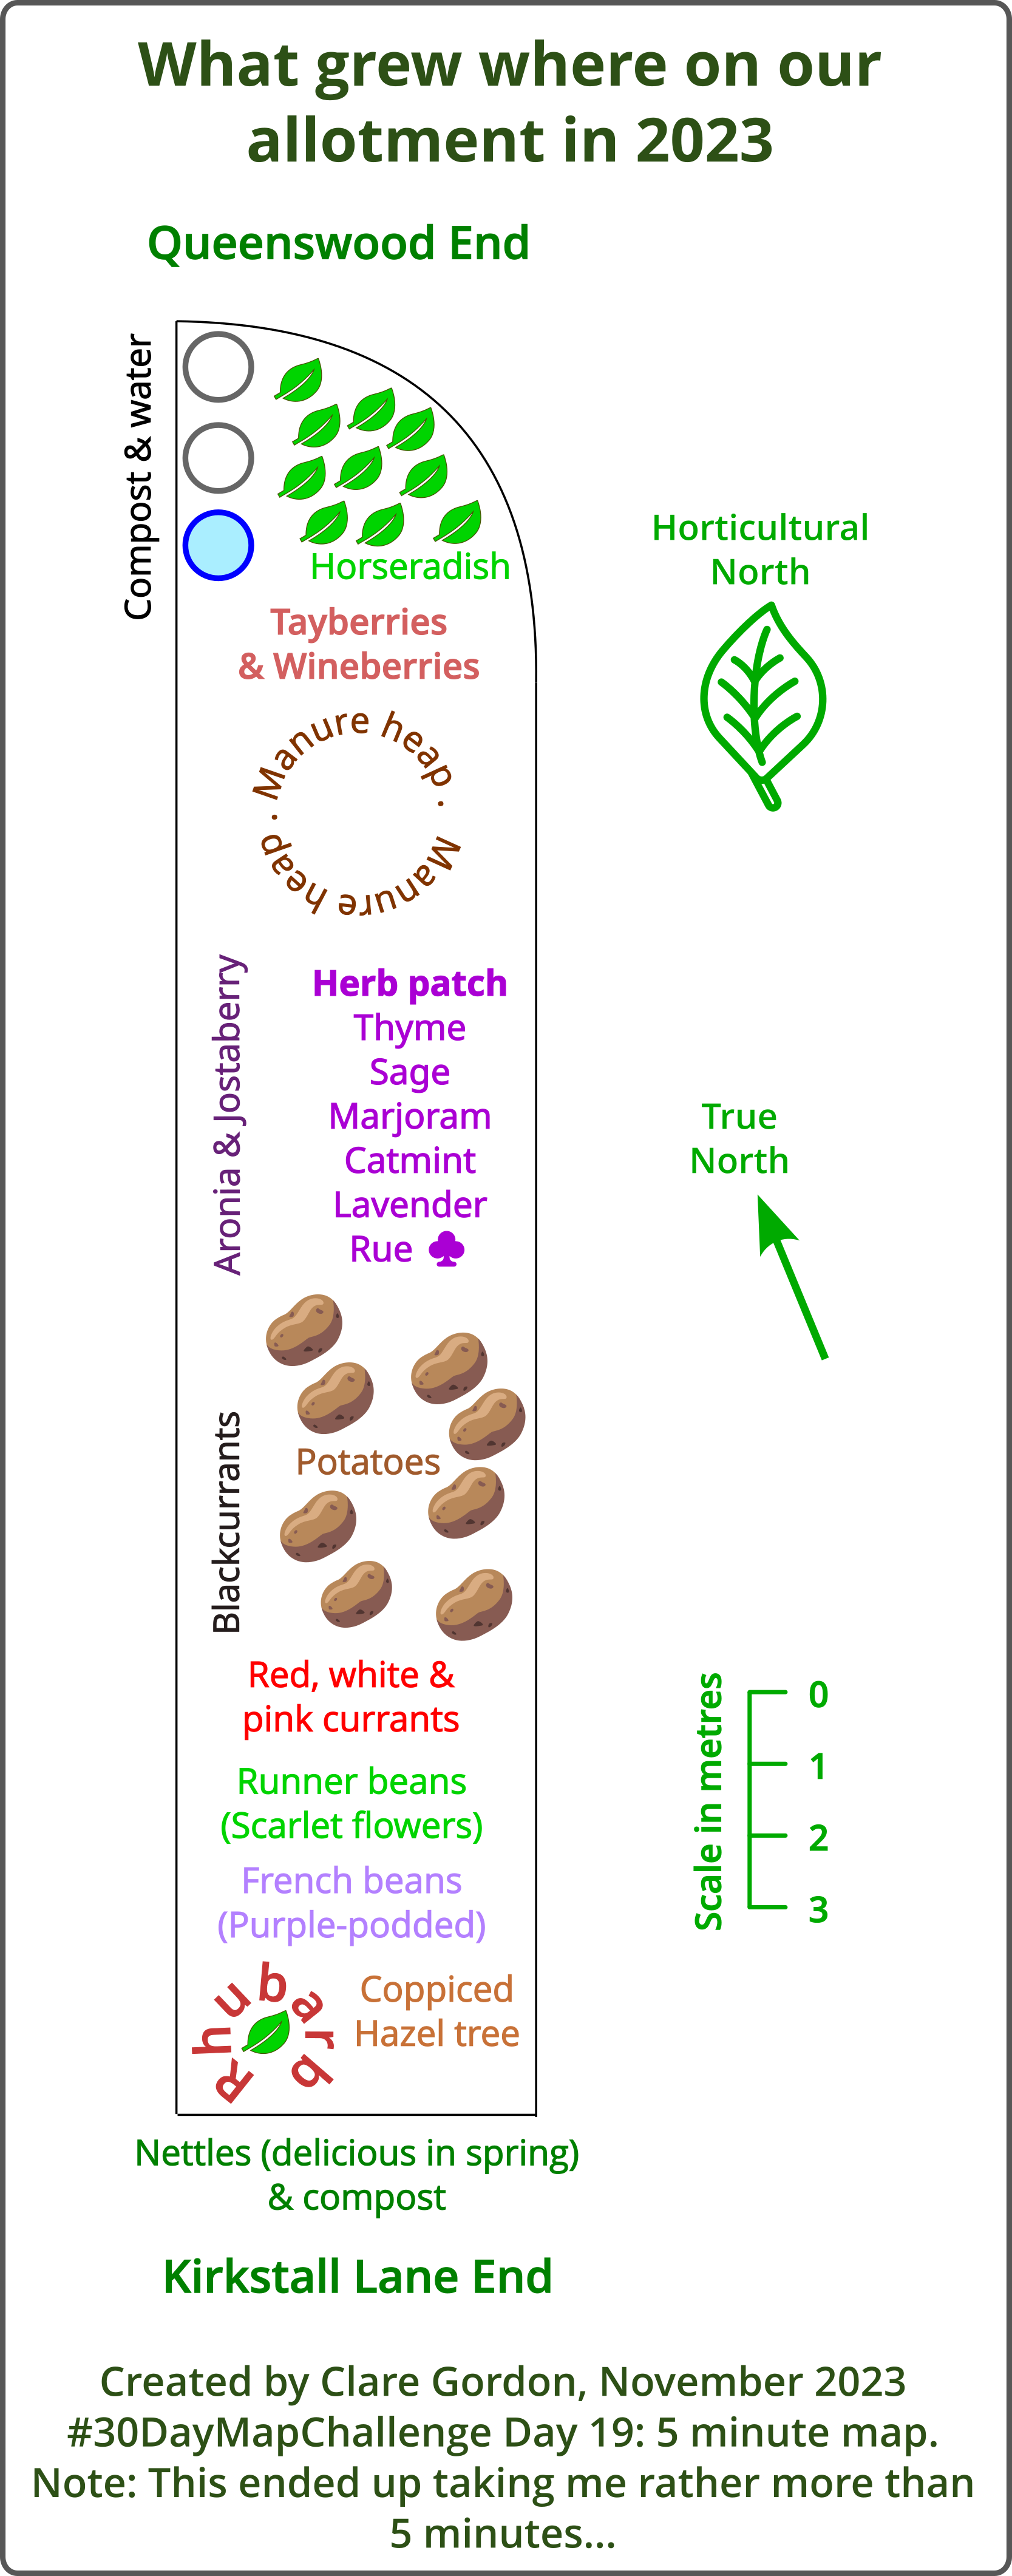 What grew where on our
allotment in 2023
Queenswood End
Compost & water
Horseradish
Tayberries
& Wineberries
Manure heap · Manure heap ·
Horticultural
North
Aronia & Jostaberry
Herb patch
Thyme
Sage
Marjoram
Catmint
Lavender
Rue
True
North
Blackcurrants
Potatoes
Red, white &
pink currants
Runner beans
(Scarlet flowers)
French beans
(Purple-podded)
Scale in metres
0
1
2
3
Rhubarb
Coppiced
Hazel tree
Nettles (delicious in spring)
& compost
Kirkstall Lane End
Created by Clare Gordon, November 2023
#30DayMapChallenge Day 19: 5 minute map.
Note: This ended up taking me rather more than
5 minutes...